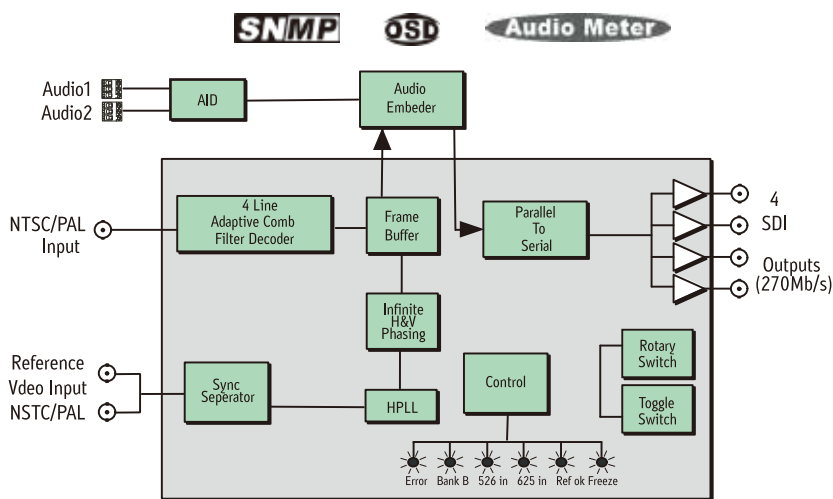 SNMP OSD Audio Meter
Audio1
Audio2
AID
Audio
Embeder
NTSC/PAL
Input
4 Line
Adaptive Comb
Filter Decoder
Frame
Buffer
Parallel
To
Serial
4
SDI
Outputs
(270Mb/s)
Infinite
H&V
Phasing
Reference
Vdeo Input
NSTC/PAL
Sync
Seperator
HPLL
Control
Rotary
Switch
Toggle
Switch
Error Bank B 526 in 625 in Ref ok Freeze